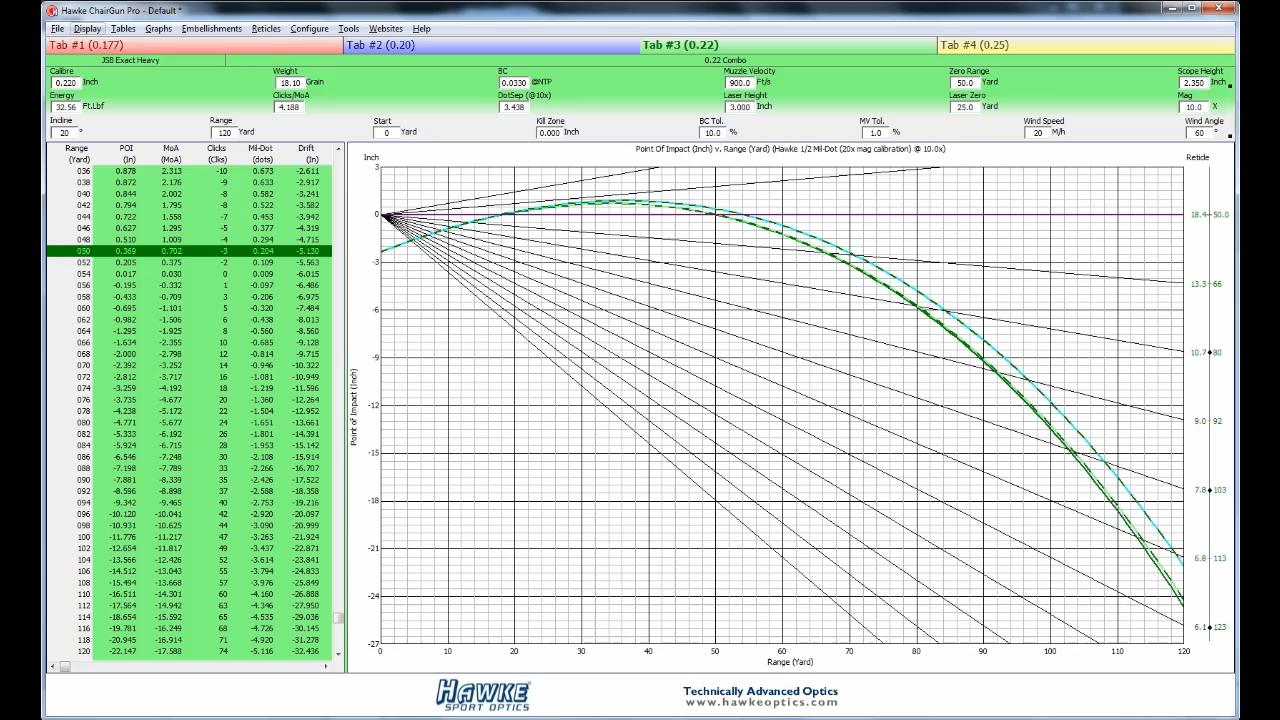 Hawke ChairGun Pro - Default *
File Display Tables Graphs Embellishments Reticles Configure Tools Websites Help
Tab #1 (0.177) Tab #2 (0.20) Tab #3 (0.22) Tab #4 (0.25)
JSB Exact Heavy 0.22 Combo
Calibre Weight BC Muzzle Velocity Zero Range Scope Height
0.220 Inch 18.10 Grain 0.0330 @NTP 900.0 Ft/s 50.0 Yard 2.350 Inch
Energy Clicks/MoA DotSep (@10x) Laser Height Laser Zero Mag
32.56 Ft.Lbf 4.188 3.438 3.000 Inch 25.0 Yard 10.0 X
Incline Range Start Kill Zone BC Tol. MV Tol. Wind Speed Wind Angle
20 ° 120 Yard 0 Yard 0.000 Inch 10.0 % 1.0 % 20 M/h 60 °
Range POI MoA Clicks Mil-Dot Drift
(Yard) (In) (MoA) (Clks) (dots) (In)
036 0.878 2.313 -10 0.673 -2.611
038 0.872 2.176 -9 0.633 -2.917
040 0.844 2.002 -8 0.582 -3.241
042 0.794 1.795 -8 0.522 -3.582
044 0.722 1.558 -7 0.453 -3.942
046 0.627 1.295 -5 0.377 -4.319
048 0.510 1.009 -4 0.294 -4.715
050 0.369 0.702 -3 0.204 -5.130
052 0.205 0.375 -2 0.109 -5.563
054 0.017 0.030 0 0.009 -6.015
056 -0.195 -0.332 1 -0.097 -6.486
058 -0.433 -0.709 3 -0.206 -6.975
060 -0.695 -1.101 5 -0.320 -7.484
062 -0.982 -1.506 6 -0.438 -8.013
064 -1.295 -1.925 8 -0.560 -8.560
066 -1.634 -2.355 10 -0.685 -9.128
068 -2.000 -2.798 12 -0.814 -9.715
070 -2.392 -3.252 14 -0.946 -10.322
072 -2.812 -3.717 16 -1.081 -10.949
074 -3.259 -4.192 18 -1.219 -11.596
076 -3.735 -4.677 20 -1.360 -12.264
078 -4.238 -5.172 22 -1.504 -12.952
080 -4.771 -5.677 24 -1.651 -13.661
082 -5.333 -6.192 26 -1.801 -14.391
084 -5.924 -6.715 28 -1.953 -15.142
086 -6.546 -7.248 30 -2.108 -15.914
088 -7.198 -7.789 33 -2.266 -16.707
090 -7.881 -8.339 35 -2.426 -17.522
092 -8.596 -8.898 37 -2.588 -18.358
094 -9.342 -9.465 40 -2.753 -19.216
096 -10.120 -10.041 42 -2.920 -20.097
098 -10.931 -10.625 44 -3.090 -20.999
100 -11.776 -11.217 47 -3.263 -21.924
102 -12.654 -11.817 49 -3.437 -22.871
104 -13.566 -12.426 52 -3.614 -23.841
106 -14.512 -13.043 55 -3.794 -24.833
108 -15.494 -13.668 57 -3.976 -25.849
110 -16.511 -14.301 60 -4.160 -26.888
112 -17.564 -14.942 63 -4.346 -27.950
114 -18.654 -15.592 65 -4.535 -29.036
116 -19.781 -16.249 68 -4.726 -30.145
118 -20.945 -16.914 71 -4.920 -31.278
120 -22.147 -17.588 74 -5.116 -32.436
Point Of Impact (Inch) v. Range (Yard) (Hawke 1/2 Mil-Dot (20x mag calibration) @ 10.0x)
Inch Reticle
3
0 18.4 50.0
-3
13.3 66
-6
10.7 80
-9
-12
9.0 92
-15
7.8 103
-18
-21
6.8 113
-24
6.1 123
-27
Point of Impact (Inch)
0 10 20 30 40 50 60 70 80 90 100 110 120
Range (Yard)
HAWKE
SPORT OPTICS
Technically Advanced Optics
www.hawkeoptics.com